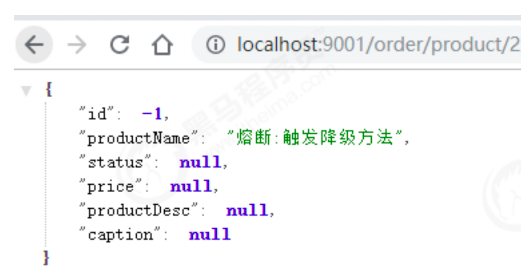 localhost:9001/order/product/2
{
"id": -1,
"productName": "熔断:触发降级方法",
"status": null,
"price": null,
"productDesc": null,
"caption": null
}